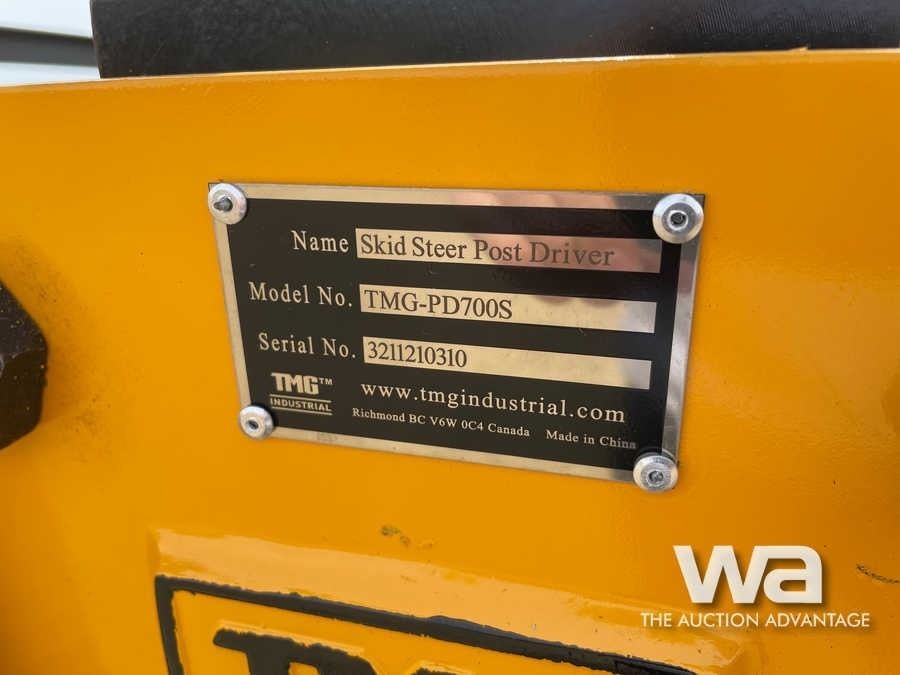 Name Skid Steer Post Driver
Model No. TMG-PD700S
Serial No. 3211210310
TMG™ www.tmgindustrial.com
INDUSTRIAL
Richmond BC V6W 0C4 Canada Made in China
wa
THE AUCTION ADVANTAGE